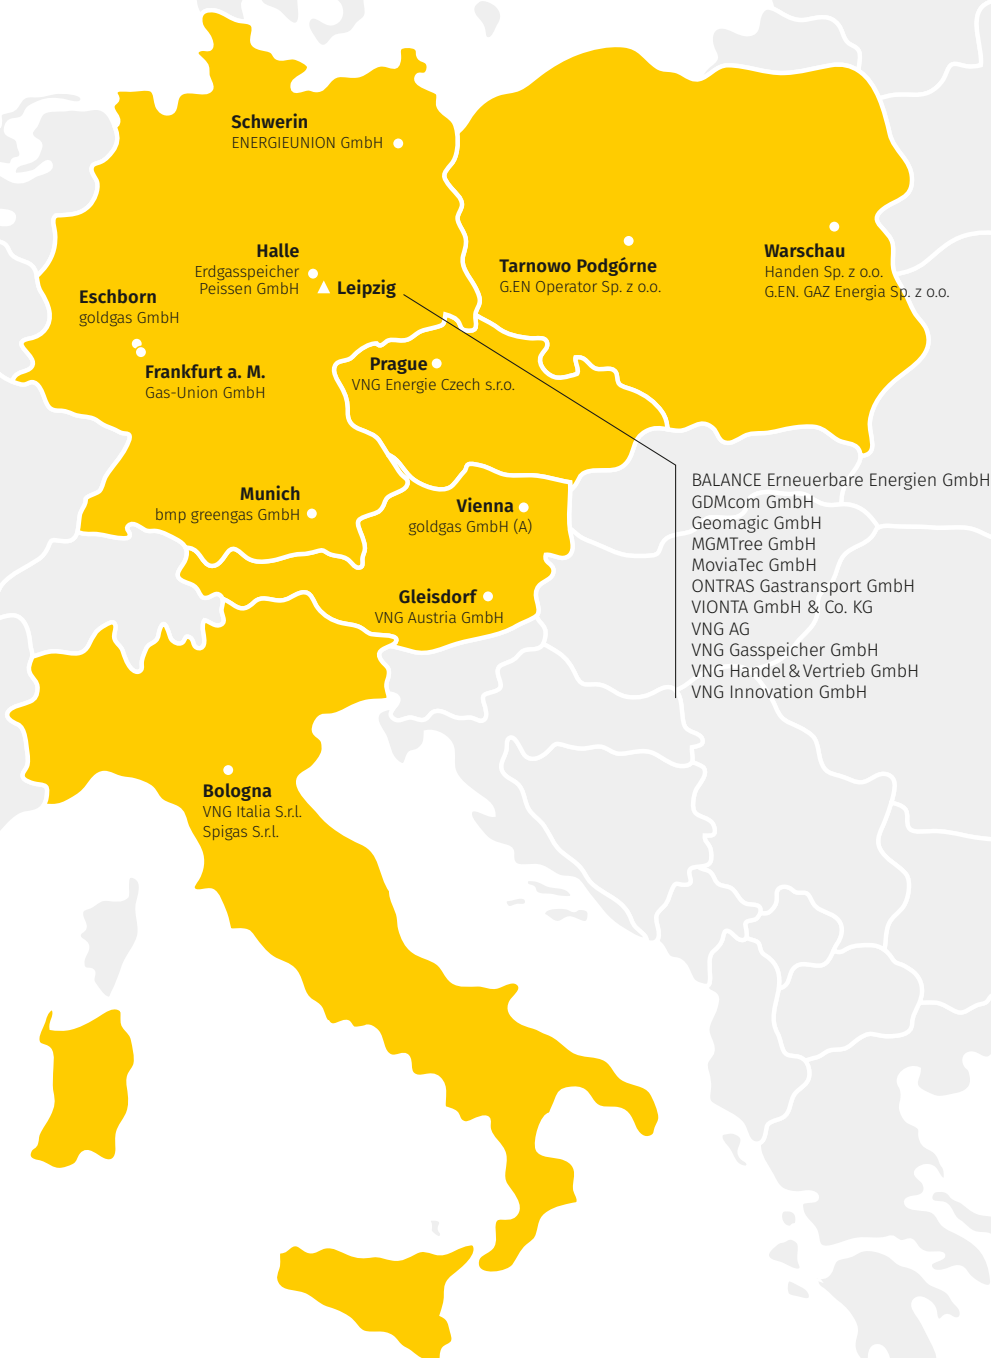 Schwerin
ENERGIEUNION GmbH
Halle
Erdgasspeicher
Peissen GmbH
Leipzig
Eschborn
goldgas GmbH
Frankfurt a. M.
Gas-Union GmbH
Tarnowo Podgórne
G.EN Operator Sp. z o.o.
Warschau
Handen Sp. z o.o.
G.EN. GAZ Energia Sp. z o.o.
Prague
VNG Energie Czech s.r.o.
Munich
bmp greengas GmbH
Vienna
goldgas GmbH (A)
Gleisdorf
VNG Austria GmbH
BALANCE Erneuerbare Energien GmbH
GDMcom GmbH
Geomagic GmbH
MGMTree GmbH
MoviaTec GmbH
ONTRAS Gastransport GmbH
VIONTA GmbH & Co. KG
VNG AG
VNG Gasspeicher GmbH
VNG Handel & Vertrieb GmbH
VNG Innovation GmbH
Bologna
VNG Italia S.r.l.
Spigas S.r.l.